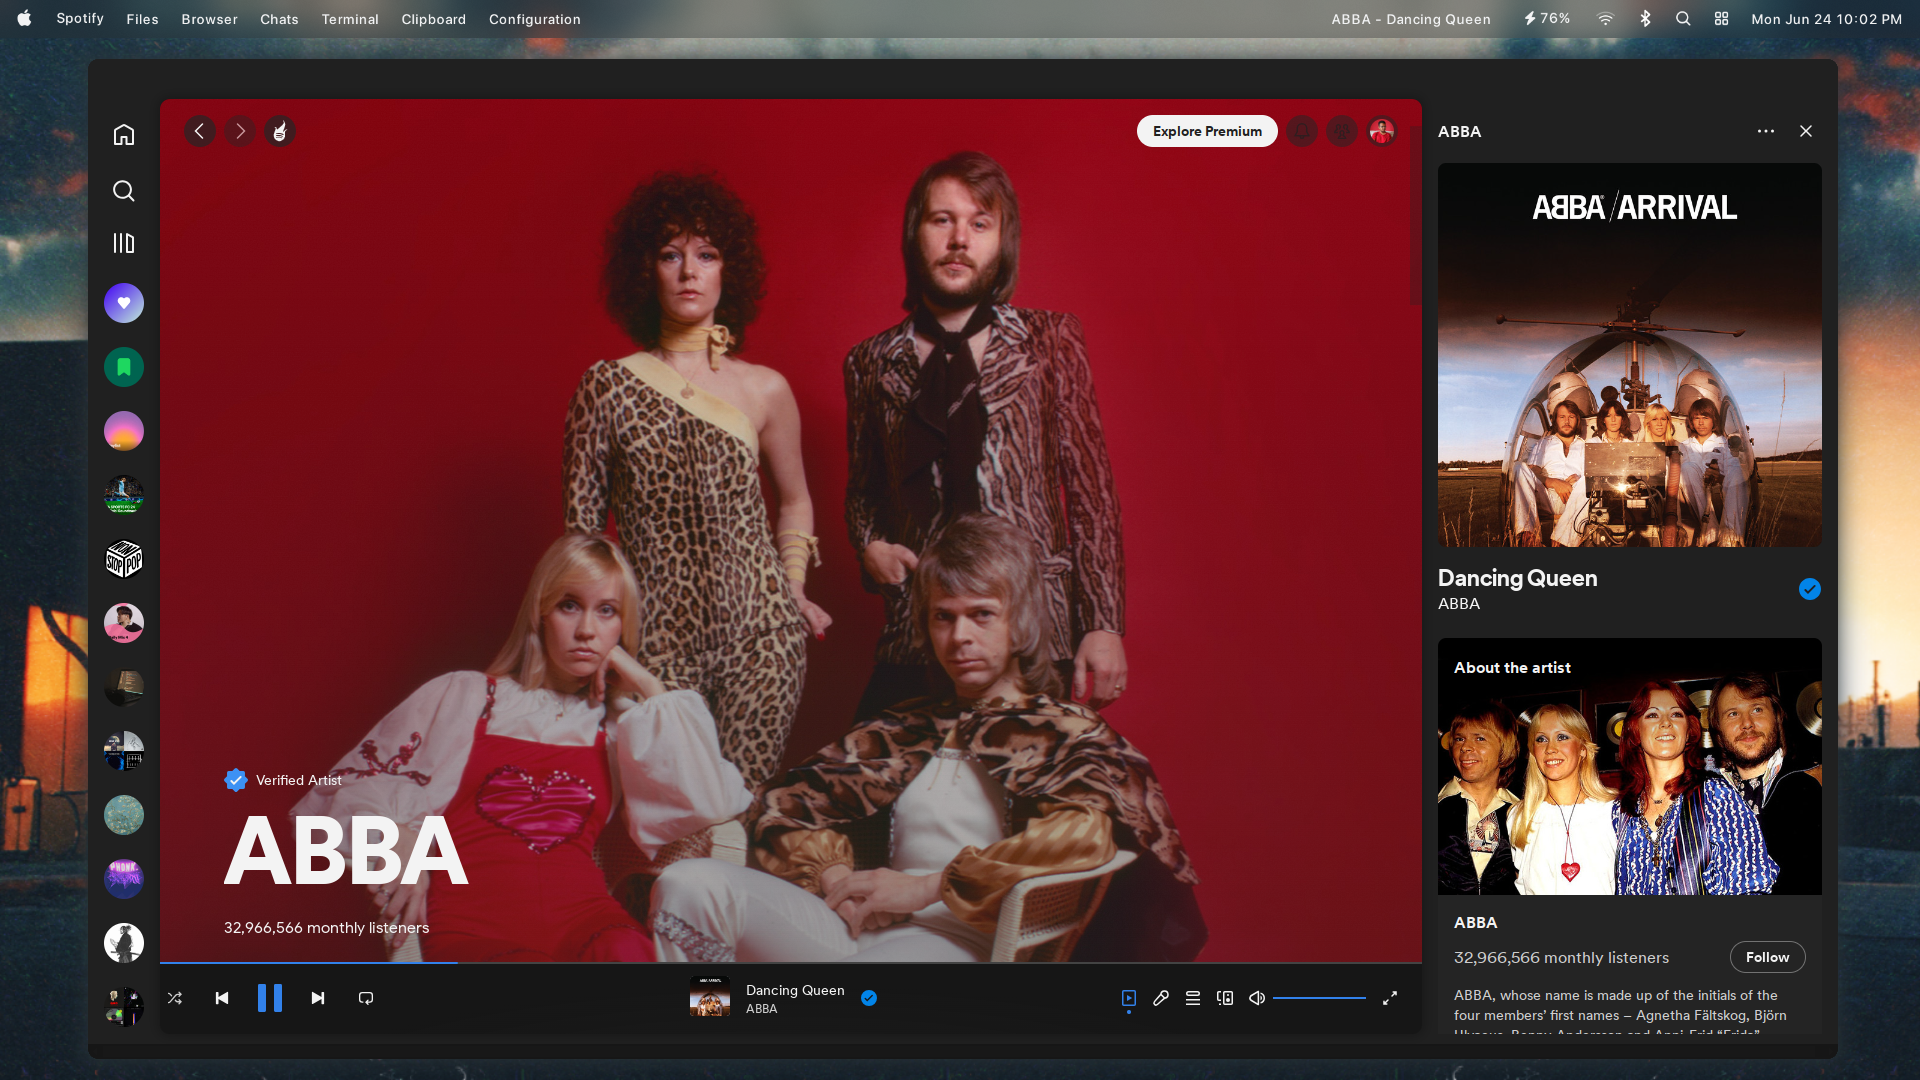 Spotify Files Browser Chats Terminal Clipboard Configuration
ABBA - Dancing Queen 76% Mon Jun 24 10:02 PM
Explore Premium
ABBA
ABBA / ARRIVAL
STOP POP
Verified Artist
ABBA
32,966,566 monthly listeners
Dancing Queen
ABBA
About the artist
ABBA
32,966,566 monthly listeners
Follow
ABBA, whose name is made up of the initials of the
four members’ first names – Agnetha Fältskog, Björn
Dancing Queen
ABBA